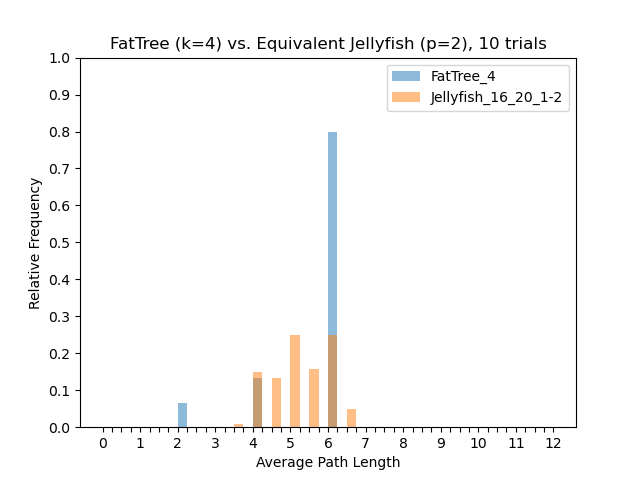 FatTree (k=4) vs. Equivalent Jellyfish (p=2), 10 trials
FatTree_4
Jellyfish_16_20_1-2
Relative Frequency
1.0
0.9
0.8
0.7
0.6
0.5
0.4
0.3
0.2
0.1
0.0
0 1 2 3 4 5 6 7 8 9 10 11 12
Average Path Length